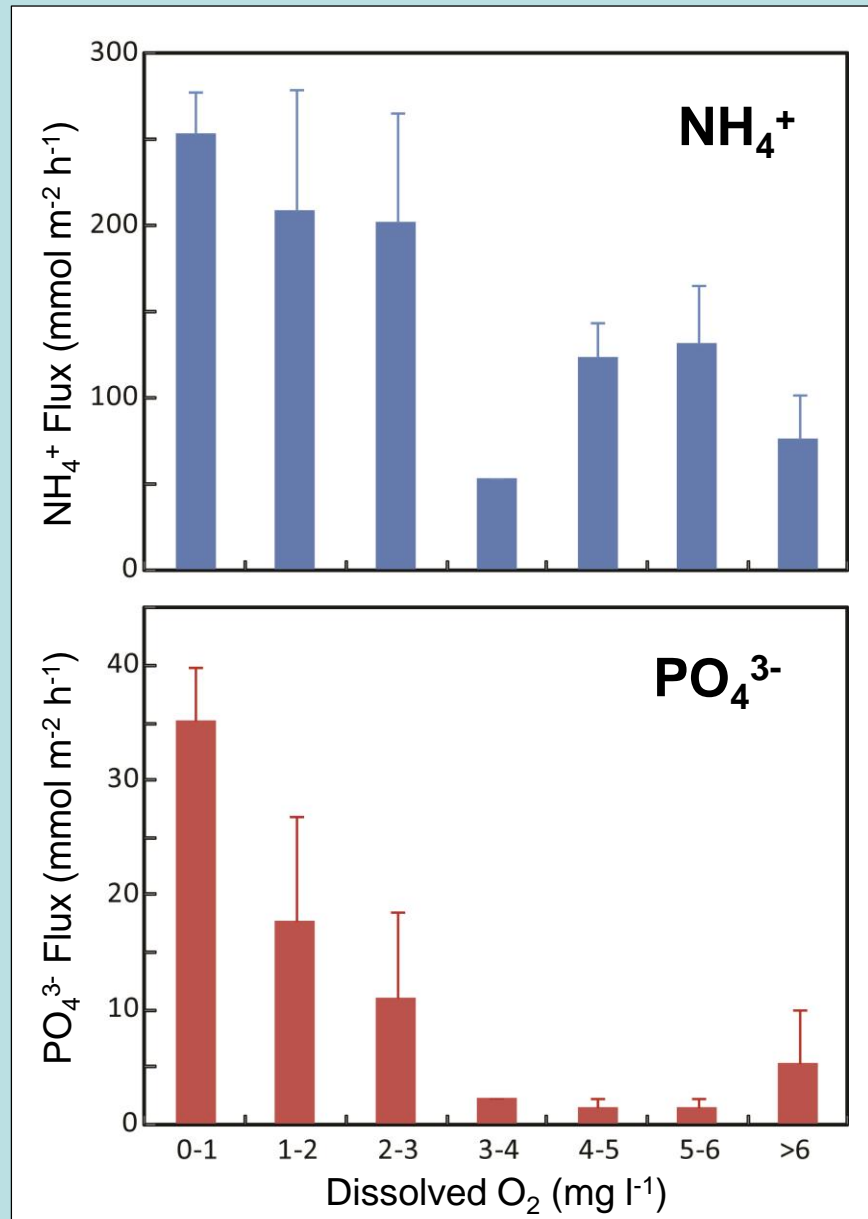 NH₄⁺
NH₄⁺ Flux (mmol m⁻² h⁻¹)
300
200
100
0
PO₄³⁻
PO₄³⁻ Flux (mmol m⁻² h⁻¹)
40
30
20
10
0
0-1 1-2 2-3 3-4 4-5 5-6 >6
Dissolved O₂ (mg l⁻¹)